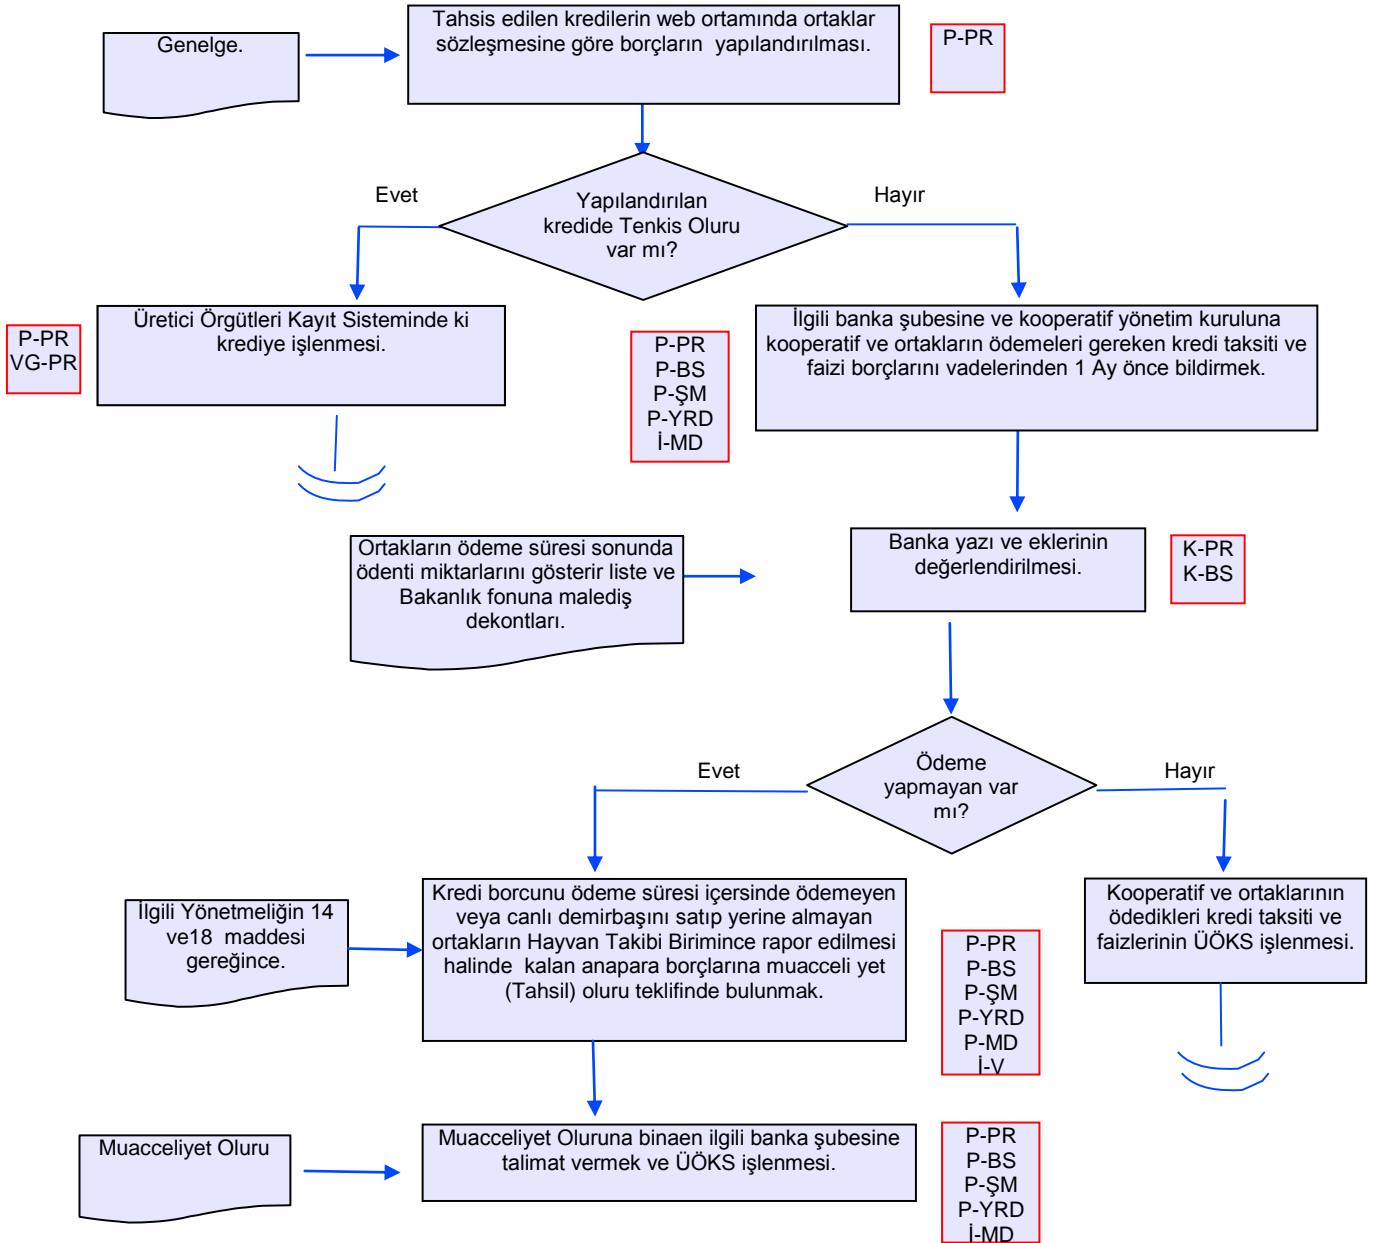 Genelge.
Tahsis edilen kredilerin web ortamında ortaklar
sözleşmesine göre borçların yapılandırılması.
P-PR
Evet
Yapılandırılan
kredide Tenkis Oluru
var mı?
Hayır
P-PR
VG-PR
Üretici Örgütleri Kayıt Sisteminde ki
krediye işlenmesi.
P-PR
P-BS
P-ŞM
P-YRD
İ-MD
İlgili banka şubesine ve kooperatif yönetim kuruluna
kooperatif ve ortakların ödemeleri gereken kredi taksiti ve
faizi borçlarını vadelerinden 1 Ay önce bildirmek.
Ortakların ödeme süresi sonunda
ödenti miktarlarını gösterir liste ve
Bakanlık fonuna malediş
dekontları.
Banka yazı ve eklerinin
değerlendirilmesi.
K-PR
K-BS
Evet
Ödeme
yapmayan var
mı?
Hayır
İlgili Yönetmeliğin 14
ve18 maddesi
gereğince.
Kredi borcunu ödeme süresi içersinde ödemeyen
veya canlı demirbaşını satıp yerine almayan
ortakların Hayvan Takibi Birimince rapor edilmesi
halinde kalan anapara borçlarına muacceli yet
(Tahsil) oluru teklifinde bulunmak.
P-PR
P-BS
P-ŞM
P-YRD
P-MD
İ-V
Kooperatif ve ortaklarının
ödedikleri kredi taksiti ve
faizlerinin ÜÖKS işlenmesi.
Muacceliyet Oluru
Muacceliyet Oluruna binaen ilgili banka şubesine
talimat vermek ve ÜÖKS işlenmesi.
P-PR
P-BS
P-ŞM
P-YRD
İ-MD